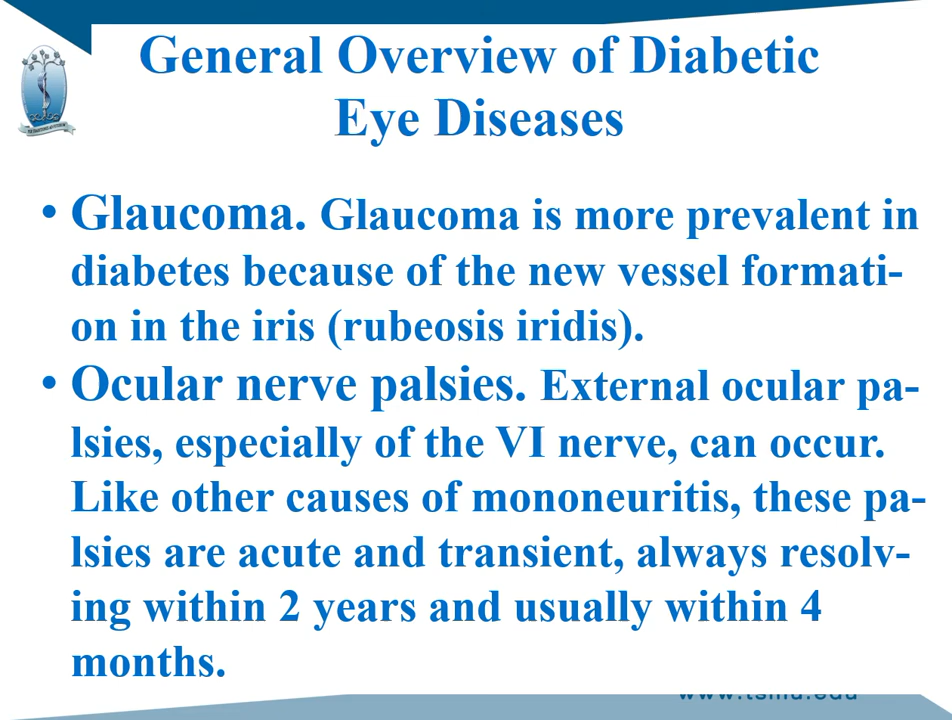 General Overview of Diabetic
Eye Diseases
• Glaucoma. Glaucoma is more prevalent in
diabetes because of the new vessel formati-
on in the iris (rubeosis iridis).
• Ocular nerve palsies. External ocular pa-
lsies, especially of the VI nerve, can occur.
Like other causes of mononeuritis, these pa-
lsies are acute and transient, always resolv-
ing within 2 years and usually within 4
months.